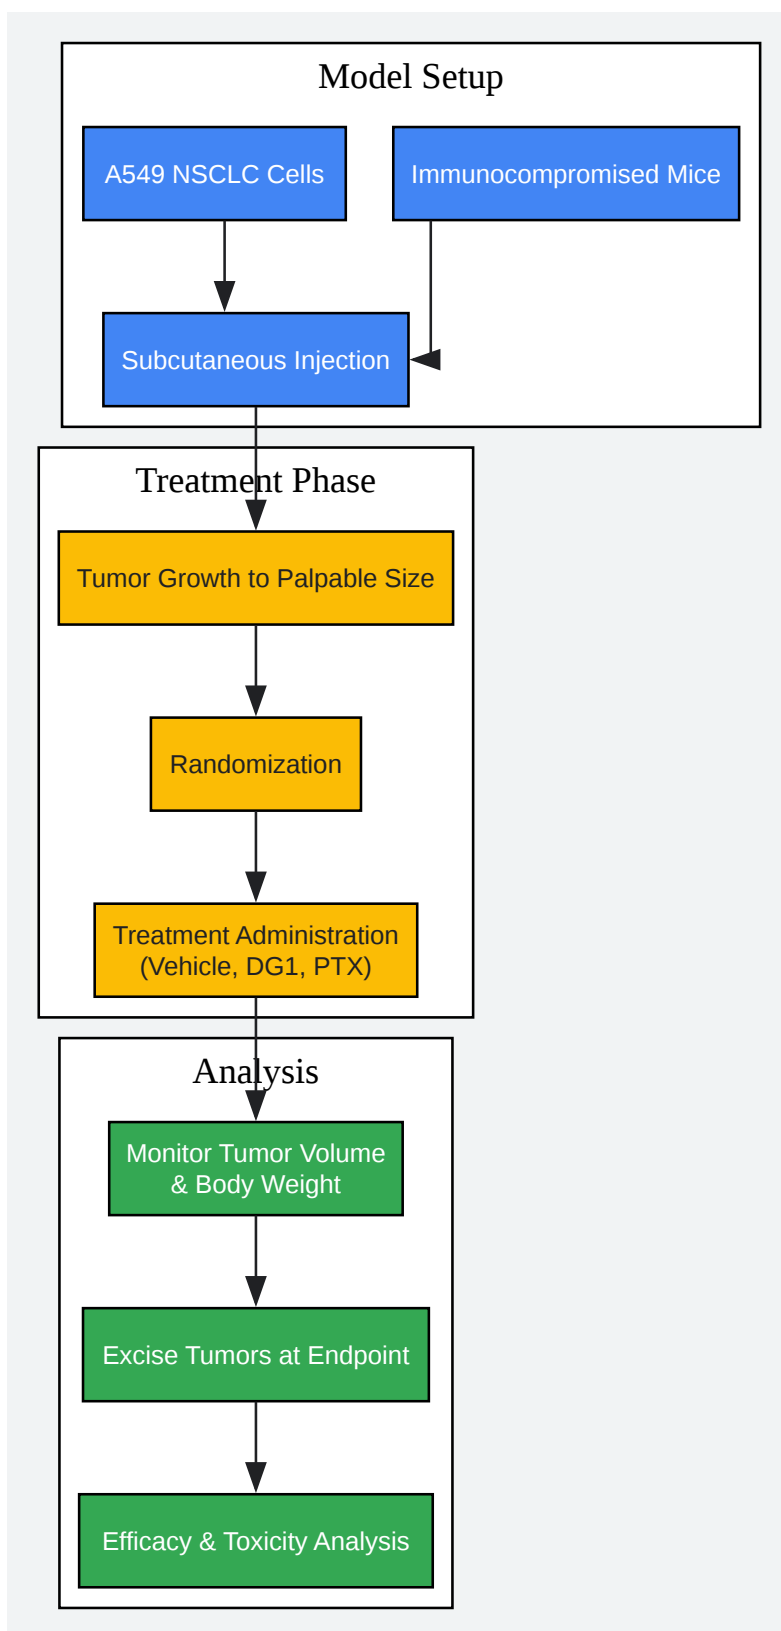 Model Setup
A549 NSCLC Cells
Immunocompromised Mice
Subcutaneous Injection
Treatment Phase
Tumor Growth to Palpable Size
Randomization
Treatment Administration
(Vehicle, DG1, PTX)
Analysis
Monitor Tumor Volume
& Body Weight
Excise Tumors at Endpoint
Efficacy & Toxicity Analysis